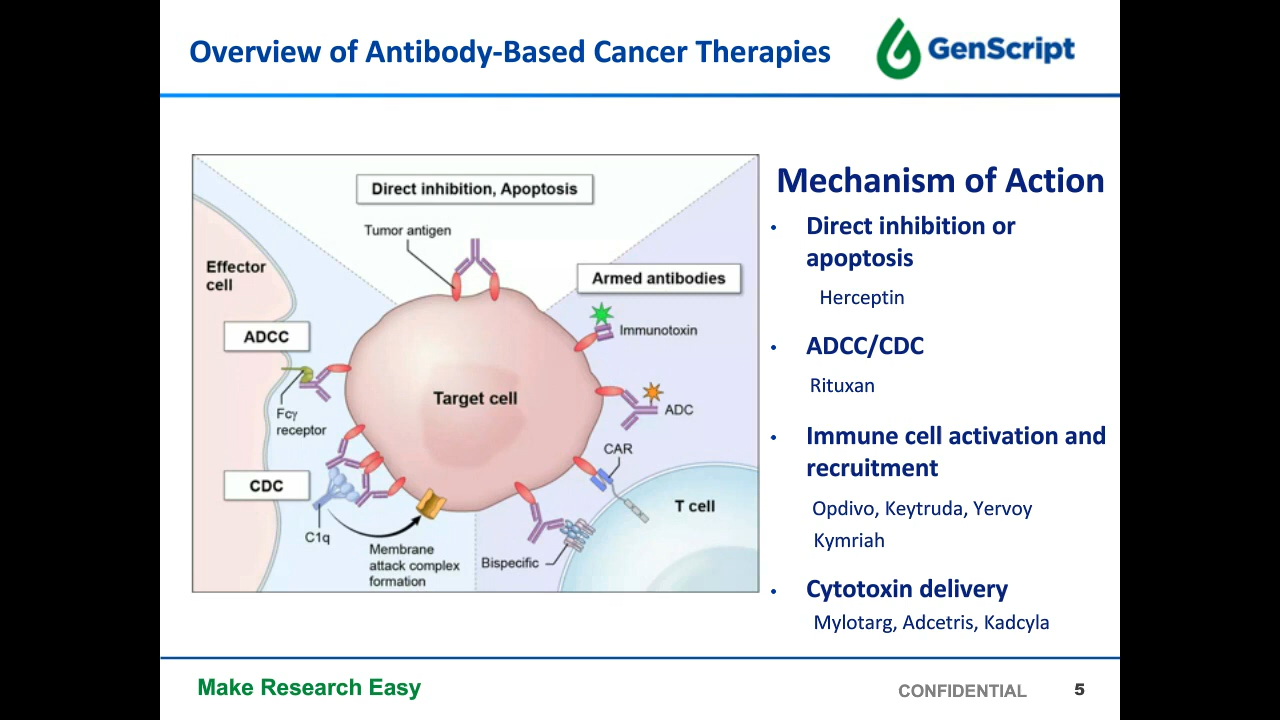 Overview of Antibody-Based Cancer Therapies
GenScript
Direct inhibition, Apoptosis
Tumor antigen
Effector
cell
Armed antibodies
Immunotoxin
ADCC
Target cell
ADC
Fcγ
receptor
CAR
CDC
T cell
C1q
Membrane
attack complex
formation
Bispecific
Mechanism of Action
• Direct inhibition or
apoptosis
Herceptin
• ADCC/CDC
Rituxan
• Immune cell activation and
recruitment
Opdivo, Keytruda, Yervoy
Kymriah
• Cytotoxin delivery
Mylotarg, Adcetris, Kadcyla
Make Research Easy
CONFIDENTIAL
5